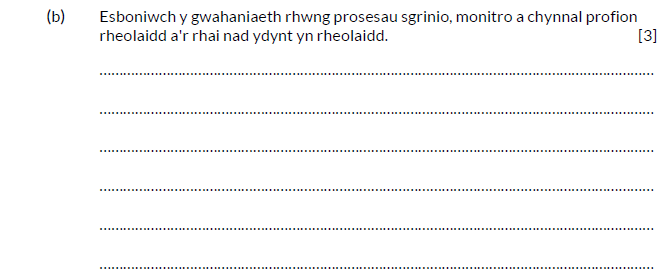 (b) Esboniwch y gwahaniaeth rhwng prosesau sgrinio, monitro a chynnal profion
rheolaidd a'r rhai nad ydynt yn rheolaidd. [3]